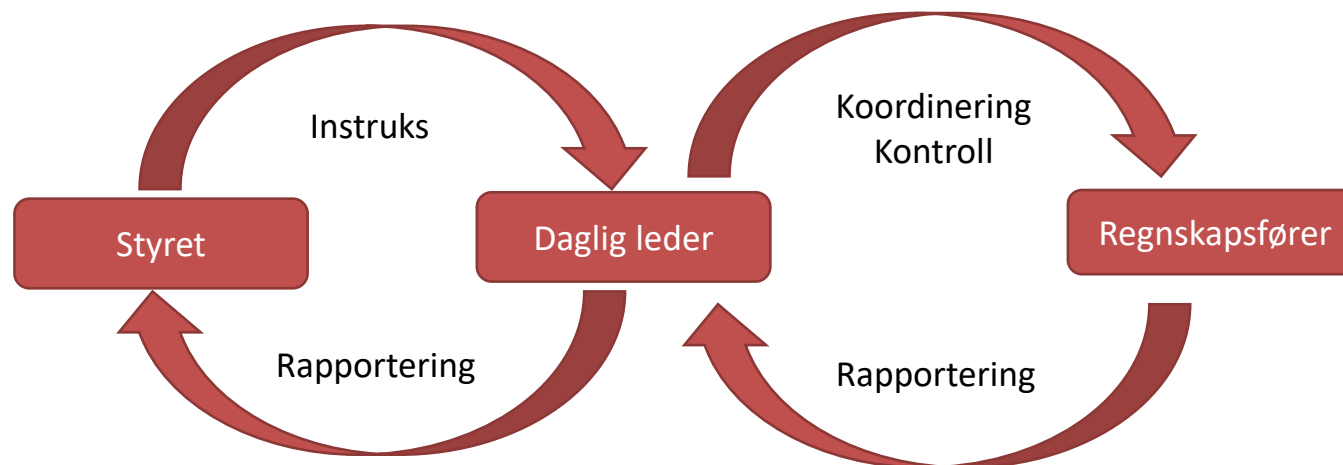 Instruks
Koordinering
Kontroll
Styret
Daglig leder
Regnskapsfører
Rapportering
Rapportering